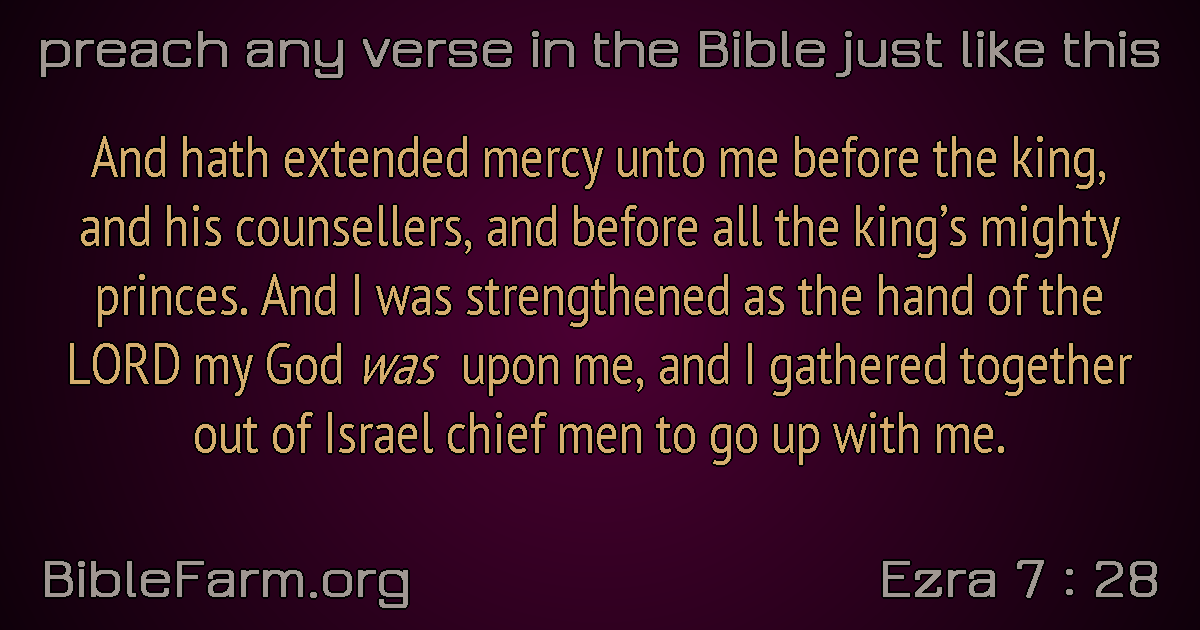 preach any verse in the Bible just like this
And hath extended mercy unto me before the king,
and his counsellers, and before all the king’s mighty
princes. And I was strengthened as the hand of the
LORD my God was upon me, and I gathered together
out of Israel chief men to go up with me.
BibleFarm.org
Ezra 7 : 28